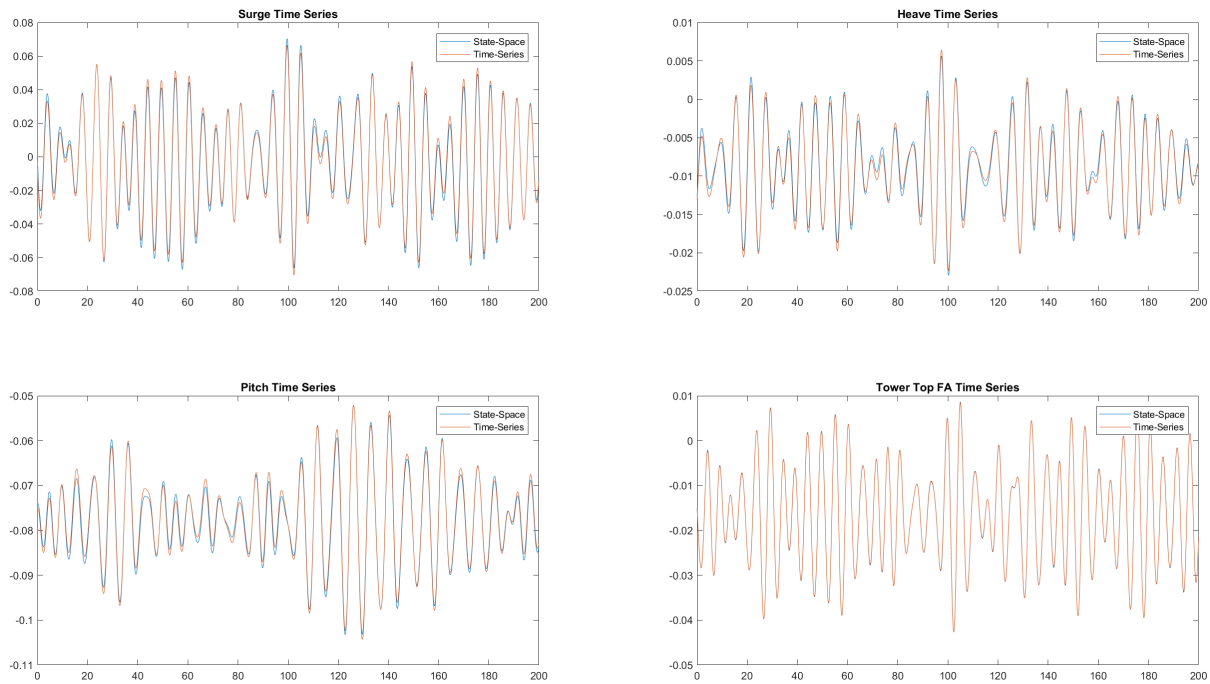 Surge Time Series
0.08
0.06
0.04
0.02
0
-0.02
-0.04
-0.06
-0.08
0 20 40 60 80 100 120 140 160 180 200
State-Space
Time-Series
Heave Time Series
0.01
0.005
0
-0.005
-0.01
-0.015
-0.02
-0.025
0 20 40 60 80 100 120 140 160 180 200
State-Space
Time-Series
Pitch Time Series
-0.05
-0.06
-0.07
-0.08
-0.09
-0.1
-0.11
0 20 40 60 80 100 120 140 160 180 200
State-Space
Time-Series
Tower Top FA Time Series
0.01
0
-0.01
-0.02
-0.03
-0.04
-0.05
0 20 40 60 80 100 120 140 160 180 200
State-Space
Time-Series